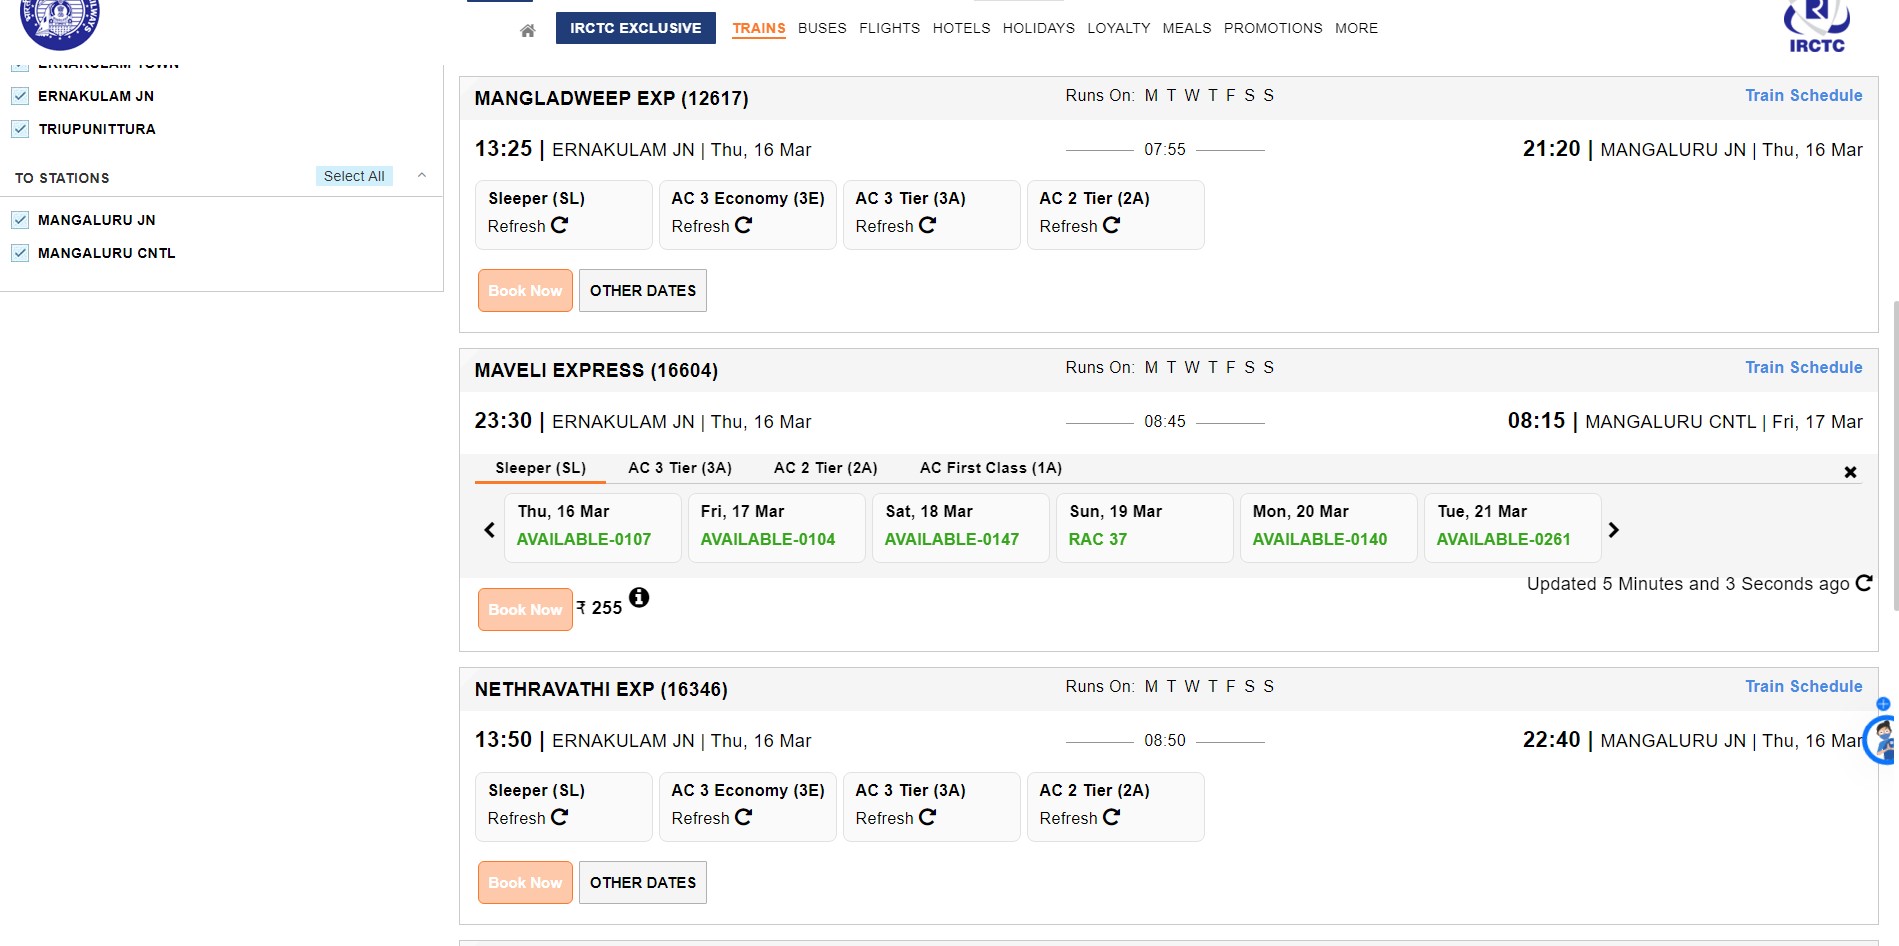 IRCTC EXCLUSIVE
TRAINS BUSES FLIGHTS HOTELS HOLIDAYS LOYALTY MEALS PROMOTIONS MORE
IRCTC
ERNAKULAM TOWN
ERNAKULAM JN
TRIUPUNITTURA
TO STATIONS Select All
MANGALURU JN
MANGALURU CNTL
MANGLADWEEP EXP (12617) Runs On: M T W T F S S Train Schedule
13:25 | ERNAKULAM JN | Thu, 16 Mar 07:55 21:20 | MANGALURU JN | Thu, 16 Mar
Sleeper (SL) AC 3 Economy (3E) AC 3 Tier (3A) AC 2 Tier (2A)
Refresh Refresh Refresh Refresh
Book Now OTHER DATES
MAVELI EXPRESS (16604) Runs On: M T W T F S S Train Schedule
23:30 | ERNAKULAM JN | Thu, 16 Mar 08:45 08:15 | MANGALURU CNTL | Fri, 17 Mar
Sleeper (SL) AC 3 Tier (3A) AC 2 Tier (2A) AC First Class (1A)
Thu, 16 Mar Fri, 17 Mar Sat, 18 Mar Sun, 19 Mar Mon, 20 Mar Tue, 21 Mar
AVAILABLE-0107 AVAILABLE-0104 AVAILABLE-0147 RAC 37 AVAILABLE-0140 AVAILABLE-0261
Updated 5 Minutes and 3 Seconds ago
Book Now ₹ 255
NETHRAVATHI EXP (16346) Runs On: M T W T F S S Train Schedule
13:50 | ERNAKULAM JN | Thu, 16 Mar 08:50 22:40 | MANGALURU JN | Thu, 16 Mar
Sleeper (SL) AC 3 Economy (3E) AC 3 Tier (3A) AC 2 Tier (2A)
Refresh Refresh Refresh Refresh
Book Now OTHER DATES